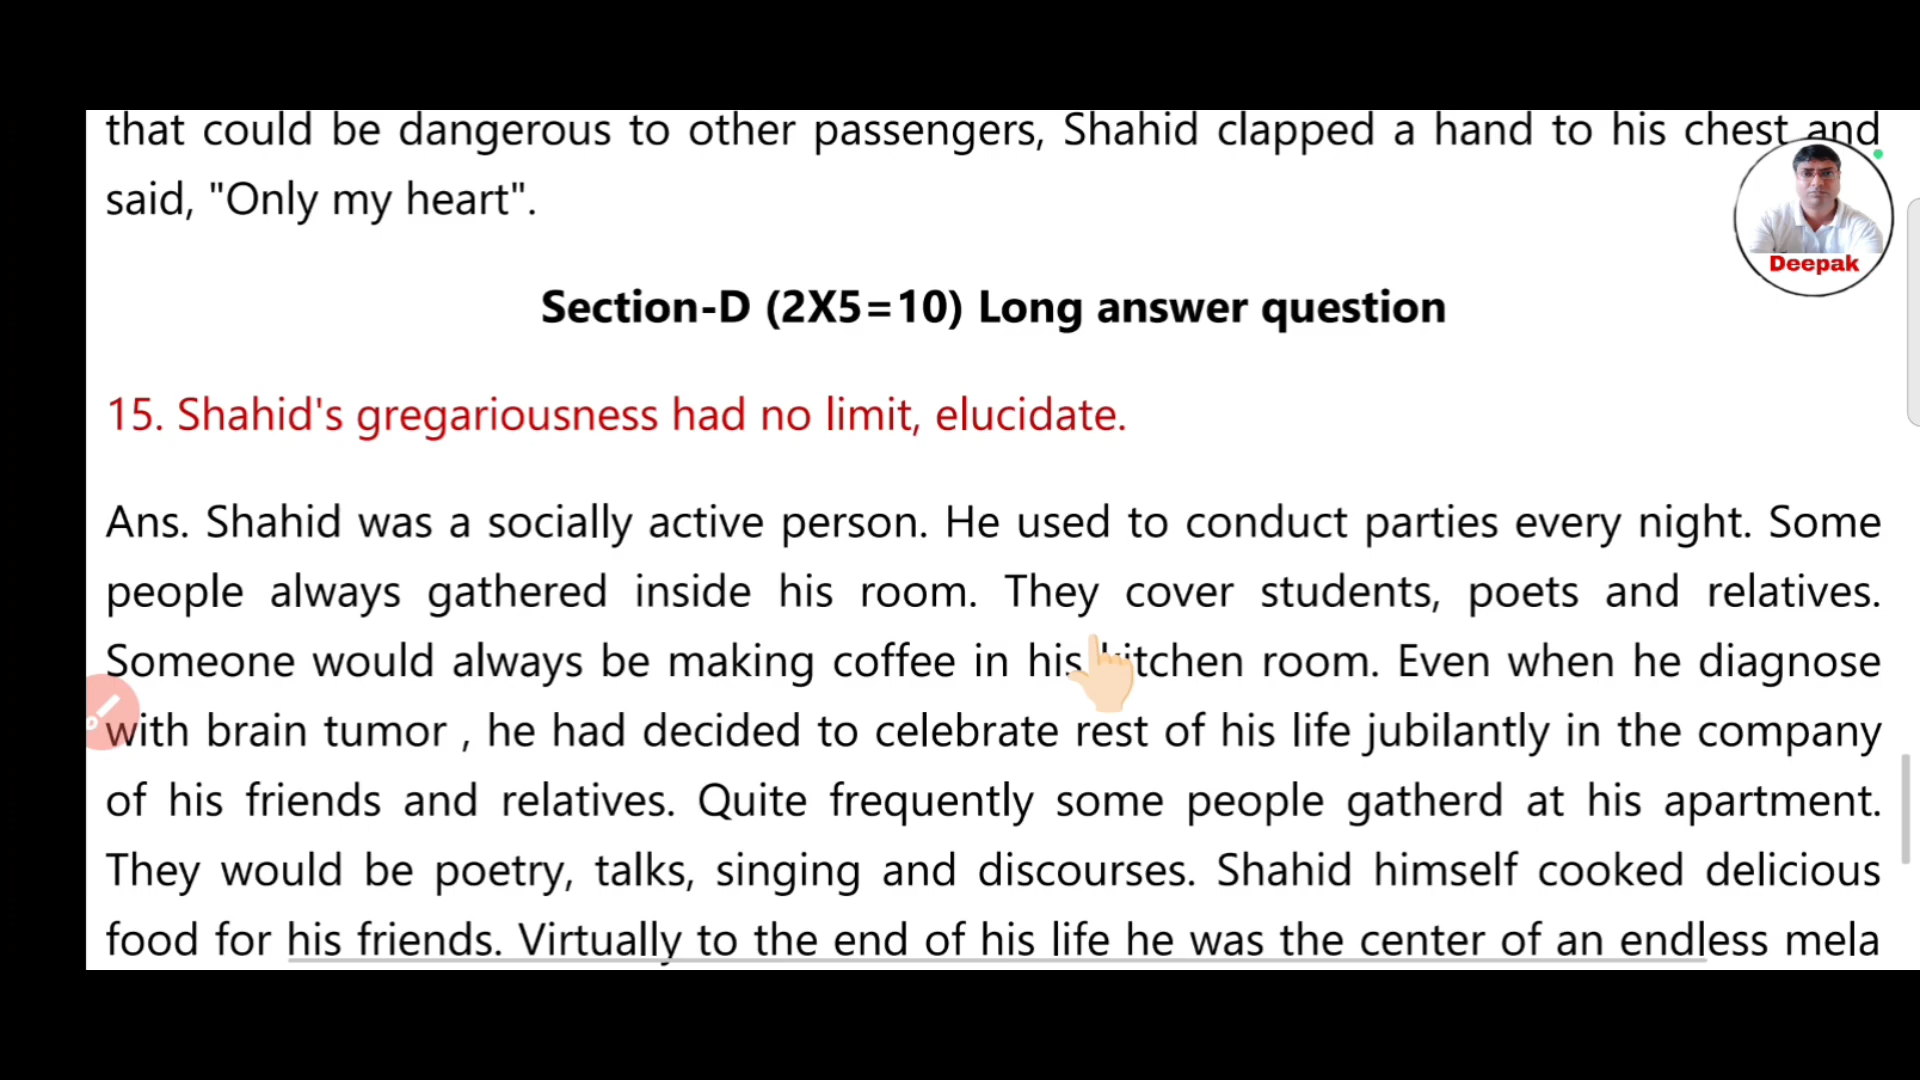 that could be dangerous to other passengers, Shahid clapped a hand to his chest and
said, "Only my heart".
Deepak
Section-D (2X5=10) Long answer question
15. Shahid's gregariousness had no limit, elucidate.
Ans. Shahid was a socially active person. He used to conduct parties every night. Some
people always gathered inside his room. They cover students, poets and relatives.
Someone would always be making coffee in his kitchen room. Even when he diagnose
with brain tumor , he had decided to celebrate rest of his life jubilantly in the company
of his friends and relatives. Quite frequently some people gatherd at his apartment.
They would be poetry, talks, singing and discourses. Shahid himself cooked delicious
food for his friends. Virtually to the end of his life he was the center of an endless mela